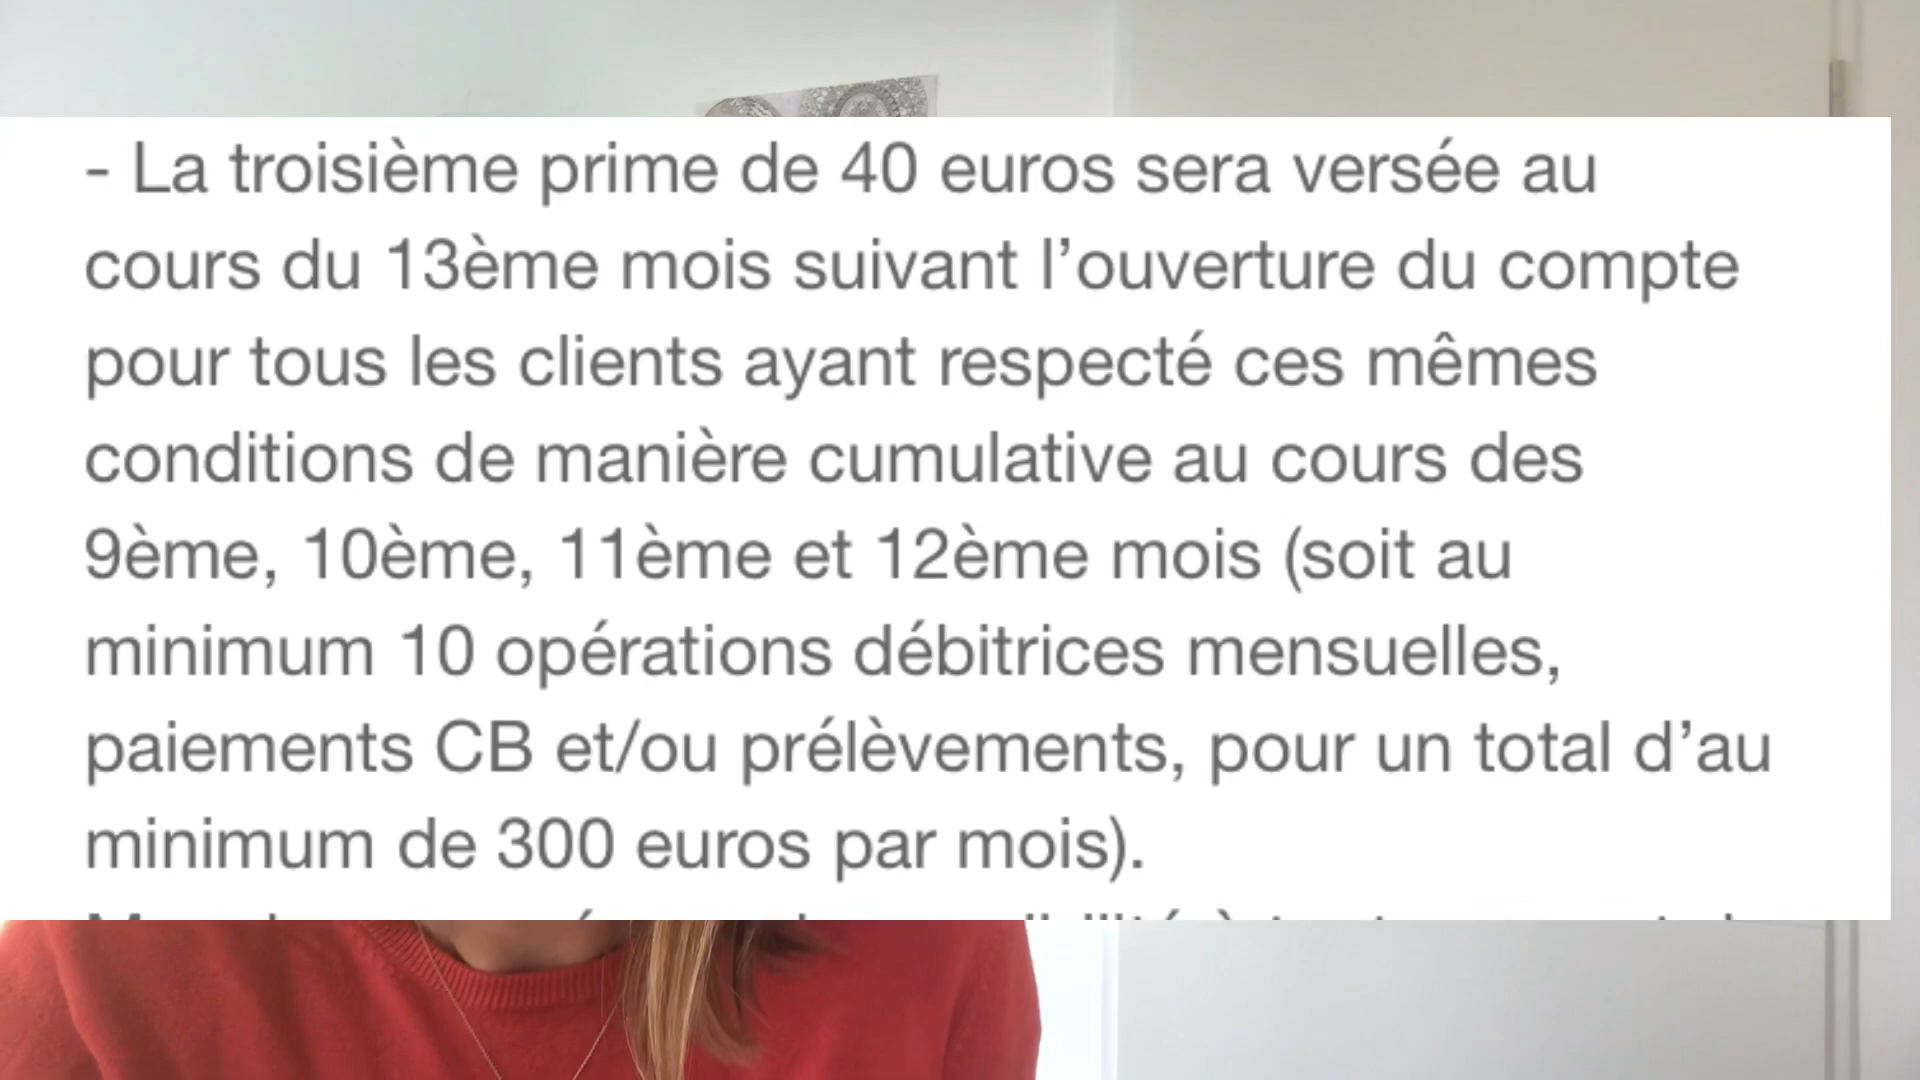 - La troisième prime de 40 euros sera versée au
cours du 13ème mois suivant l’ouverture du compte
pour tous les clients ayant respecté ces mêmes
conditions de manière cumulative au cours des
9ème, 10ème, 11ème et 12ème mois (soit au
minimum 10 opérations débitrices mensuelles,
paiements CB et/ou prélèvements, pour un total d’au
minimum de 300 euros par mois).